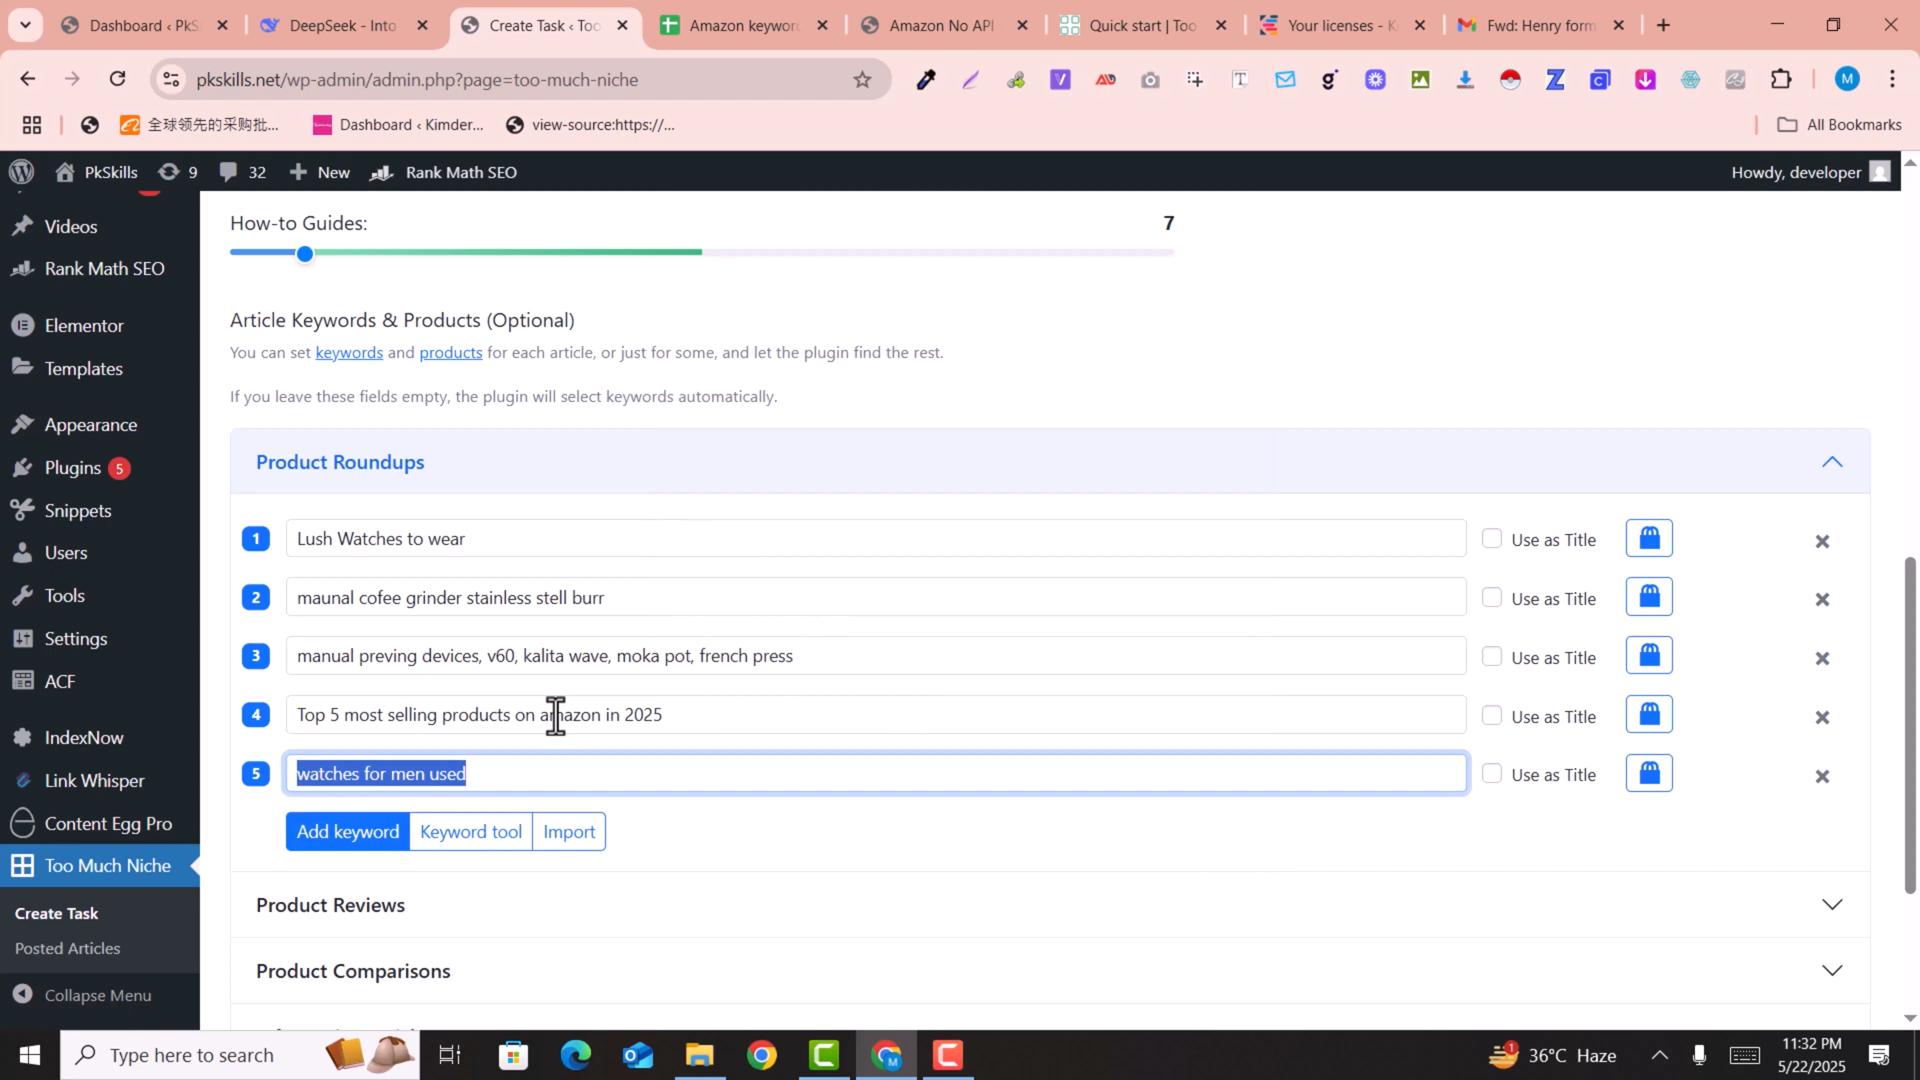 Dashboard ‹ PkS
DeepSeek - Into
Create Task ‹ Too
Amazon keywor
Amazon No API
Quick start | Too
Your licenses - K
Fwd: Henry form
pkskills.net/wp-admin/admin.php?page=too-much-niche
全球领先的采购批...
Dashboard ‹ Kimder...
view-source:https://...
All Bookmarks
PkSkills
9
32
New
Rank Math SEO
Howdy, developer
Videos
Rank Math SEO
Elementor
Templates
Appearance
Plugins 5
Snippets
Users
Tools
Settings
ACF
IndexNow
Link Whisper
Content Egg Pro
Too Much Niche
Create Task
Posted Articles
Collapse Menu
How-to Guides: 7
Article Keywords & Products (Optional)
You can set keywords and products for each article, or just for some, and let the plugin find the rest.
If you leave these fields empty, the plugin will select keywords automatically.
Product Roundups
1 Lush Watches to wear Use as Title
2 maunal cofee grinder stainless stell burr Use as Title
3 manual preving devices, v60, kalita wave, moka pot, french press Use as Title
4 Top 5 most selling products on amazon in 2025 Use as Title
5 watches for men used Use as Title
Add keyword Keyword tool Import
Product Reviews
Product Comparisons
Type here to search
36°C Haze
11:32 PM
5/22/2025